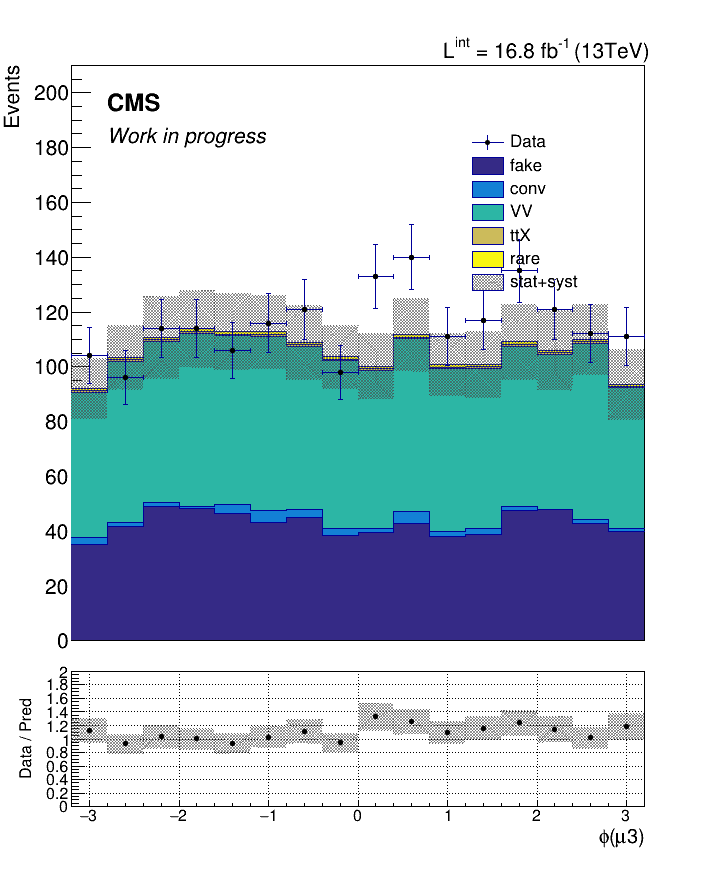 L^int = 16.8 fb^-1 (13TeV)
Events
CMS
Work in progress
Data
fake
conv
VV
ttX
rare
stat+syst
200
180
160
140
120
100
80
60
40
20
0
Data / Pred
2
1.8
1.6
1.4
1.2
1
0.8
0.6
0.4
0.2
0
−3 −2 −1 0 1 2 3
ϕ(μ3)